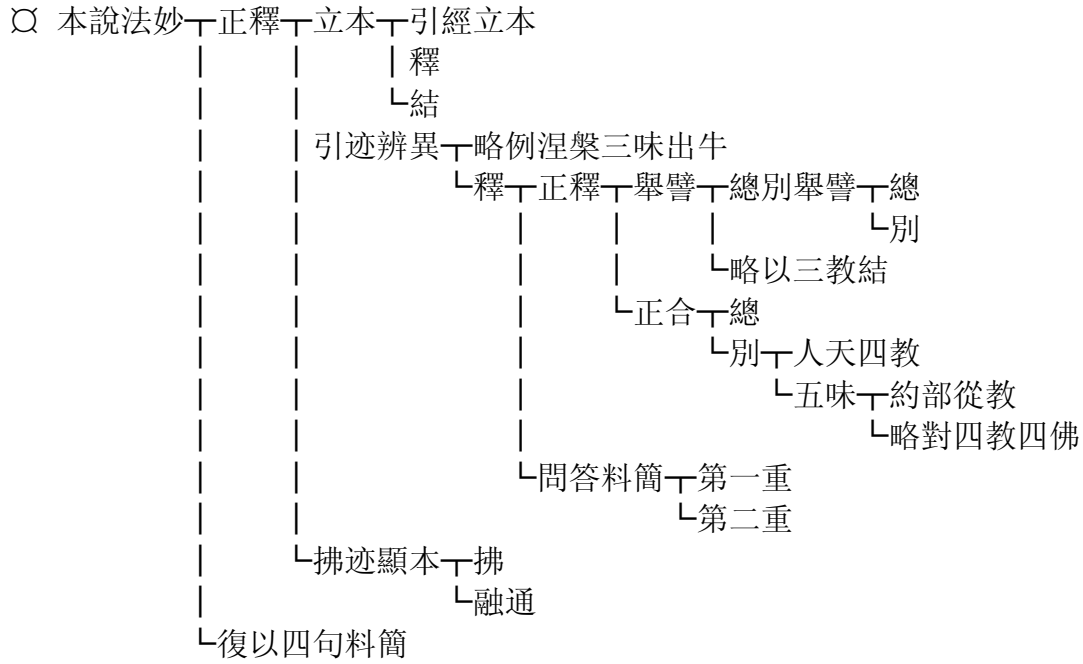 ¤ 本說法妙┬正釋┬立本┬引經立本
│釋
└結
引迹辨異┬略例涅槃三味出牛
└釋┬正釋┬舉譬┬總別舉譬┬總
└別
└略以三教結
└正合┬總
└別┬人天四教
└五味┬約部從教
└略對四教四佛
└問答料簡┬第一重
└第二重
└拂迹顯本┬拂
└融通
└復以四句料簡